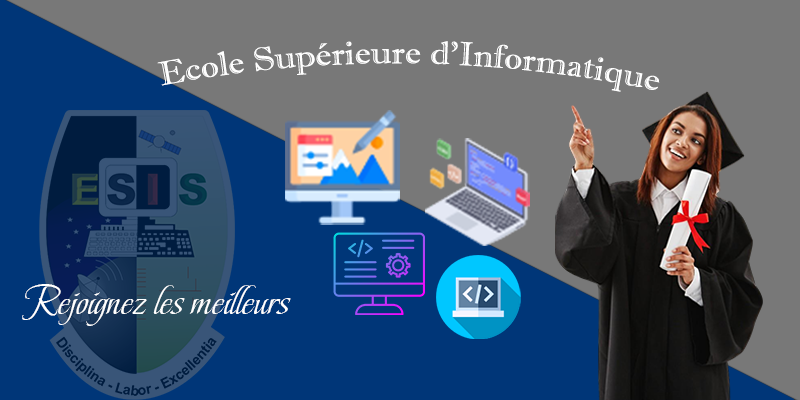 Ecole Supérieure d'Informatique
ESIS
Rejoignez les meilleurs
Disciplina - Labor - Excellentia